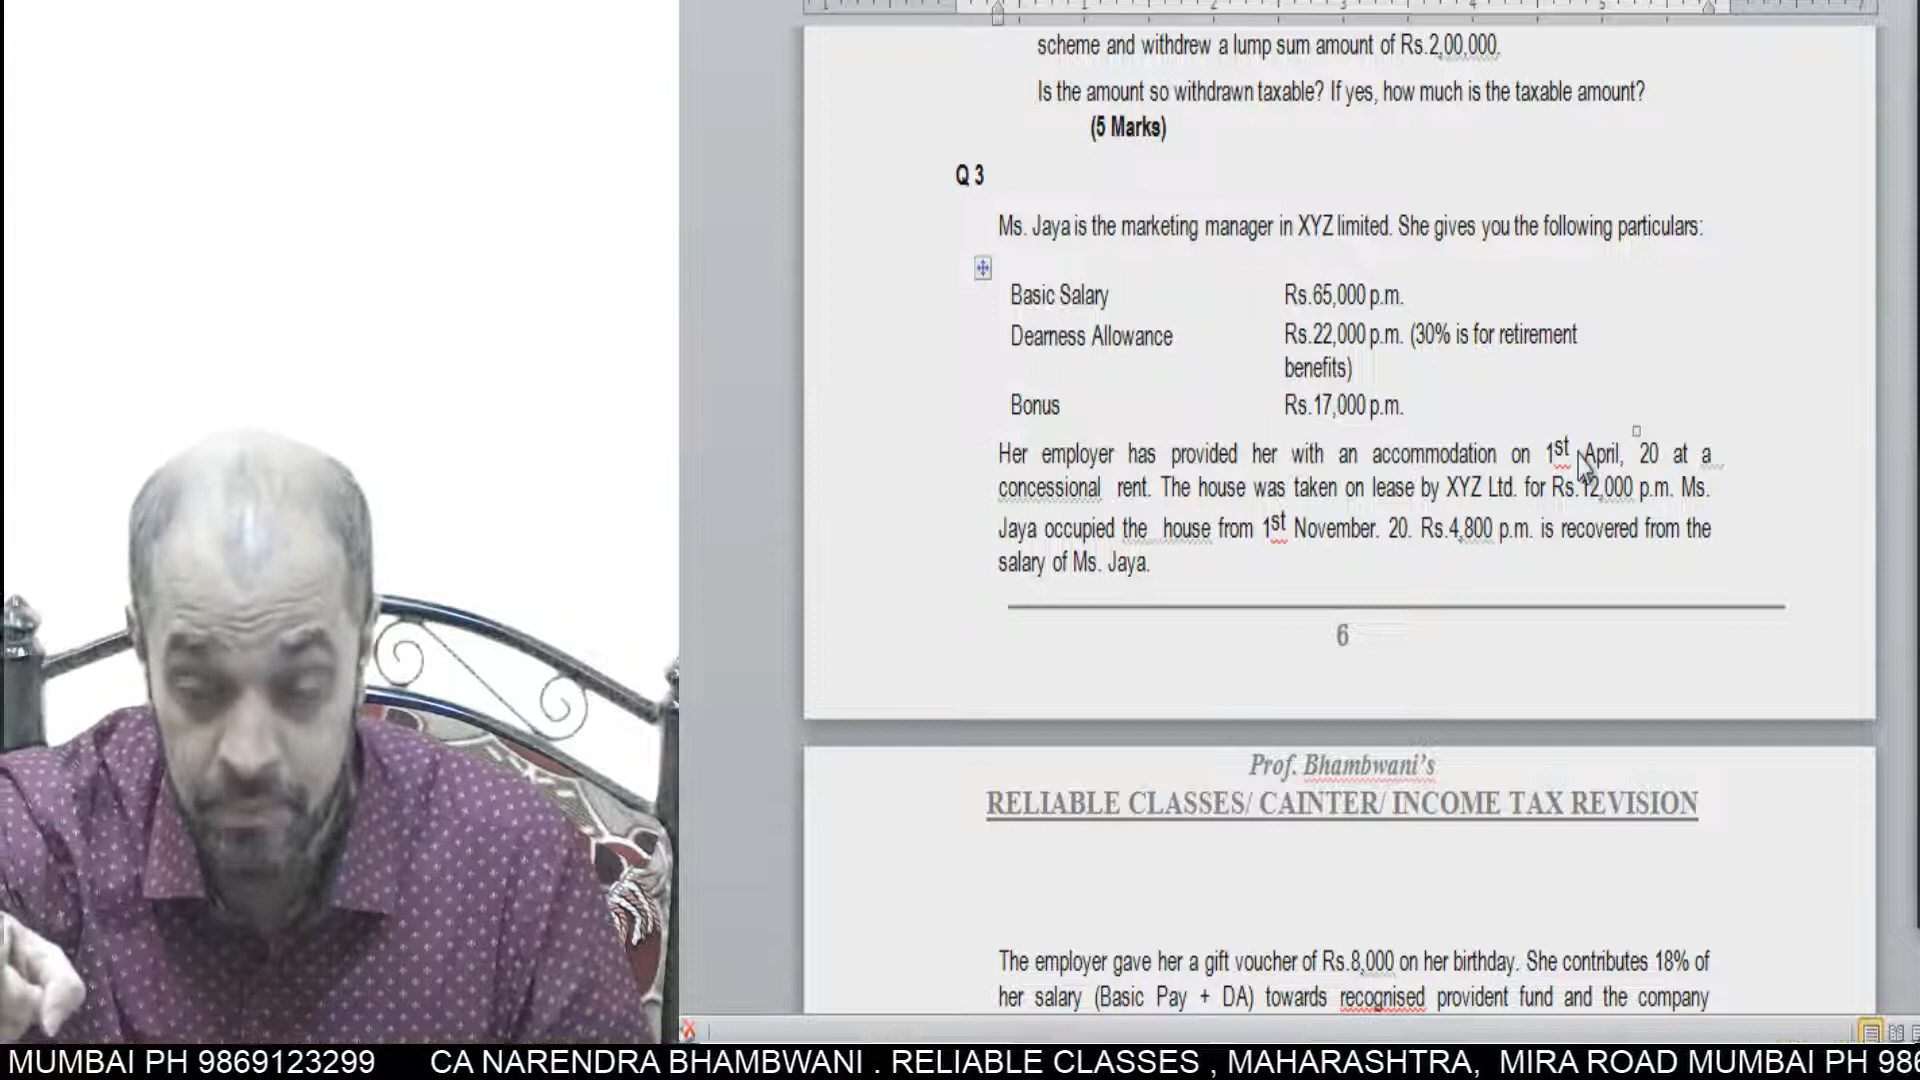 scheme and withdrew a lump sum amount of Rs.2,00,000.
Is the amount so withdrawn taxable? If yes, how much is the taxable amount?
(5 Marks)
Q 3
Ms. Jaya is the marketing manager in XYZ limited. She gives you the following particulars:
Basic Salary Rs.65,000 p.m.
Dearness Allowance Rs.22,000 p.m. (30% is for retirement
benefits)
Bonus Rs.17,000 p.m.
Her employer has provided her with an accommodation on 1st April, 20 at a
concessional rent. The house was taken on lease by XYZ Ltd. for Rs.12,000 p.m. Ms.
Jaya occupied the house from 1st November. 20. Rs.4,800 p.m. is recovered from the
salary of Ms. Jaya.
6
Prof. Bhambwani's
RELIABLE CLASSES/ CAINTER/ INCOME TAX REVISION
The employer gave her a gift voucher of Rs.8,000 on her birthday. She contributes 18% of
her salary (Basic Pay + DA) towards recognised provident fund and the company
MUMBAI PH 9869123299 CA NARENDRA BHAMBWANI . RELIABLE CLASSES , MAHARASHTRA, MIRA ROAD MUMBAI PH 986